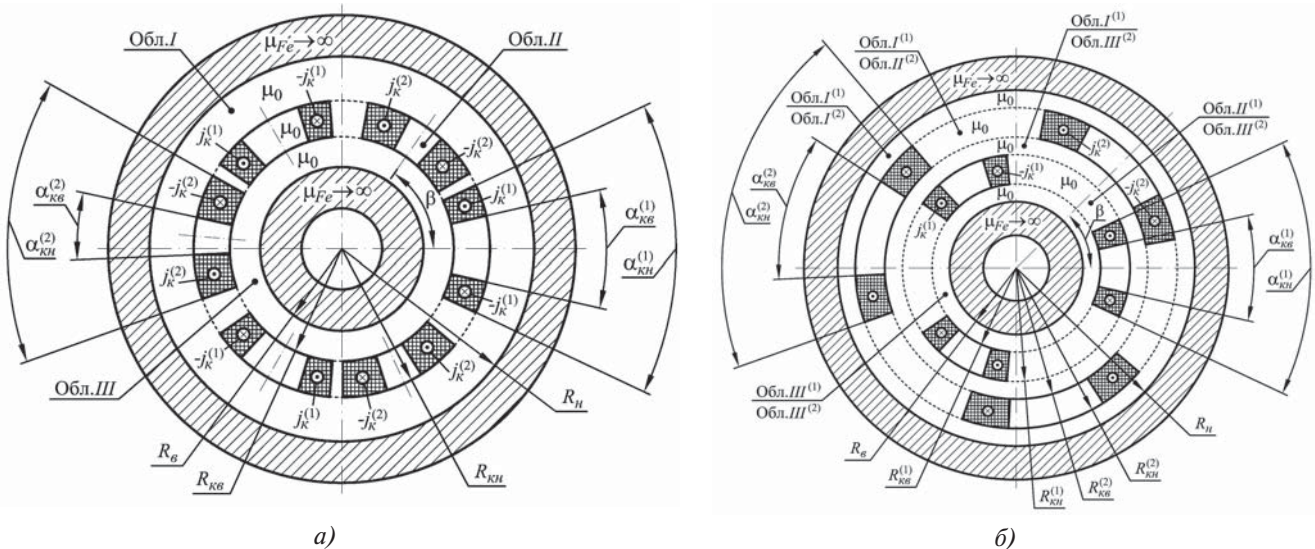 Обл.I
μFe→∞
Обл.II
-jк(1)
μ0
jк(2)
jк(1)
μ0
-jк(2)
μ0
-jк(2)
jк(1)
μFe→∞
β
αкв(2)
αкн(2)
αкв(1)
αкн(1)
jк(2)
-jк(1)
-jк(1)
jк(2)
Обл.III
jк(1)
-jк(2)
Rн
Rв
Rкв
Rкн
а)
Обл.I(1)
Обл.III(2)
Обл.I(1)
Обл.II(2)
μFe→∞
Обл.I(1)
Обл.I(2)
μ0
Обл.II(1)
Обл.III(2)
μ0
jк(2)
μ0
-jк(1)
μ0
-jк(2)
μ0
jк(1)
μFe→∞
β
αкв(2)
αкн(2)
αкв(1)
αкн(1)
Обл.III(1)
Обл.III(2)
Rн
Rв
Rкв(1)
Rкн(1)
Rкв(2)
Rкн(2)
б)